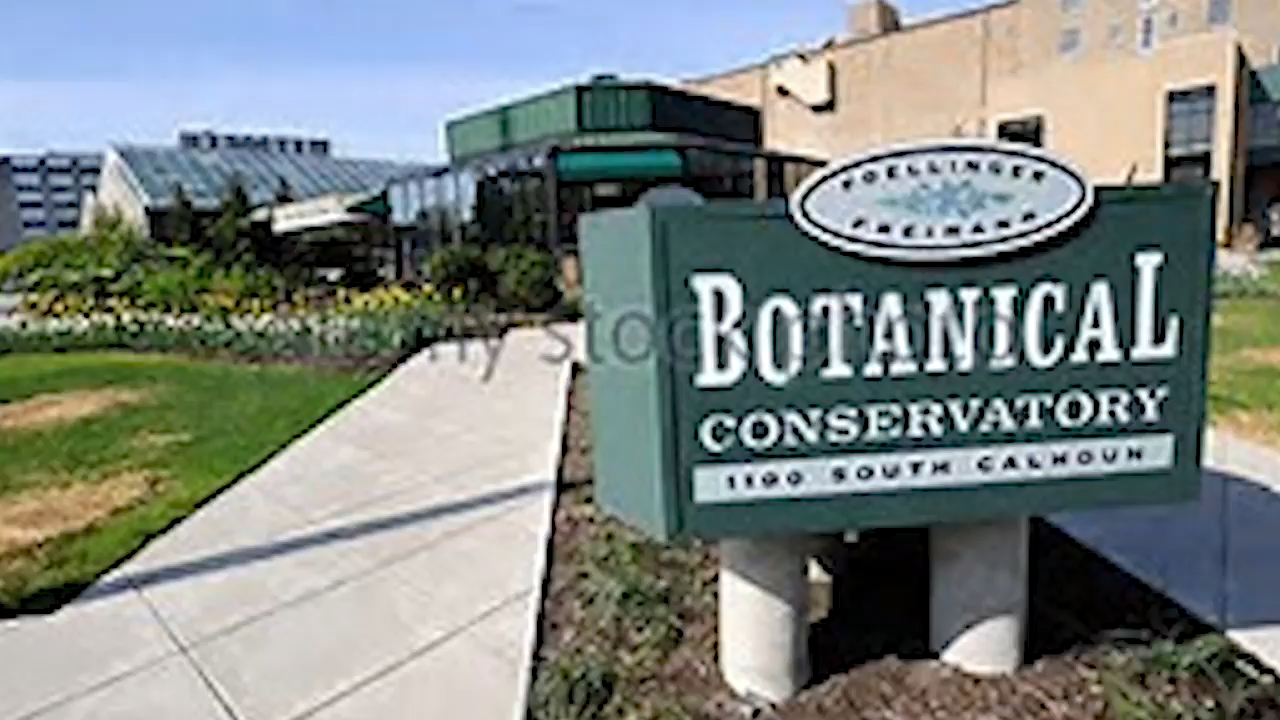 FOELLINGER
FREIMANN
BOTANICAL
CONSERVATORY
1100 SOUTH CALHOUN